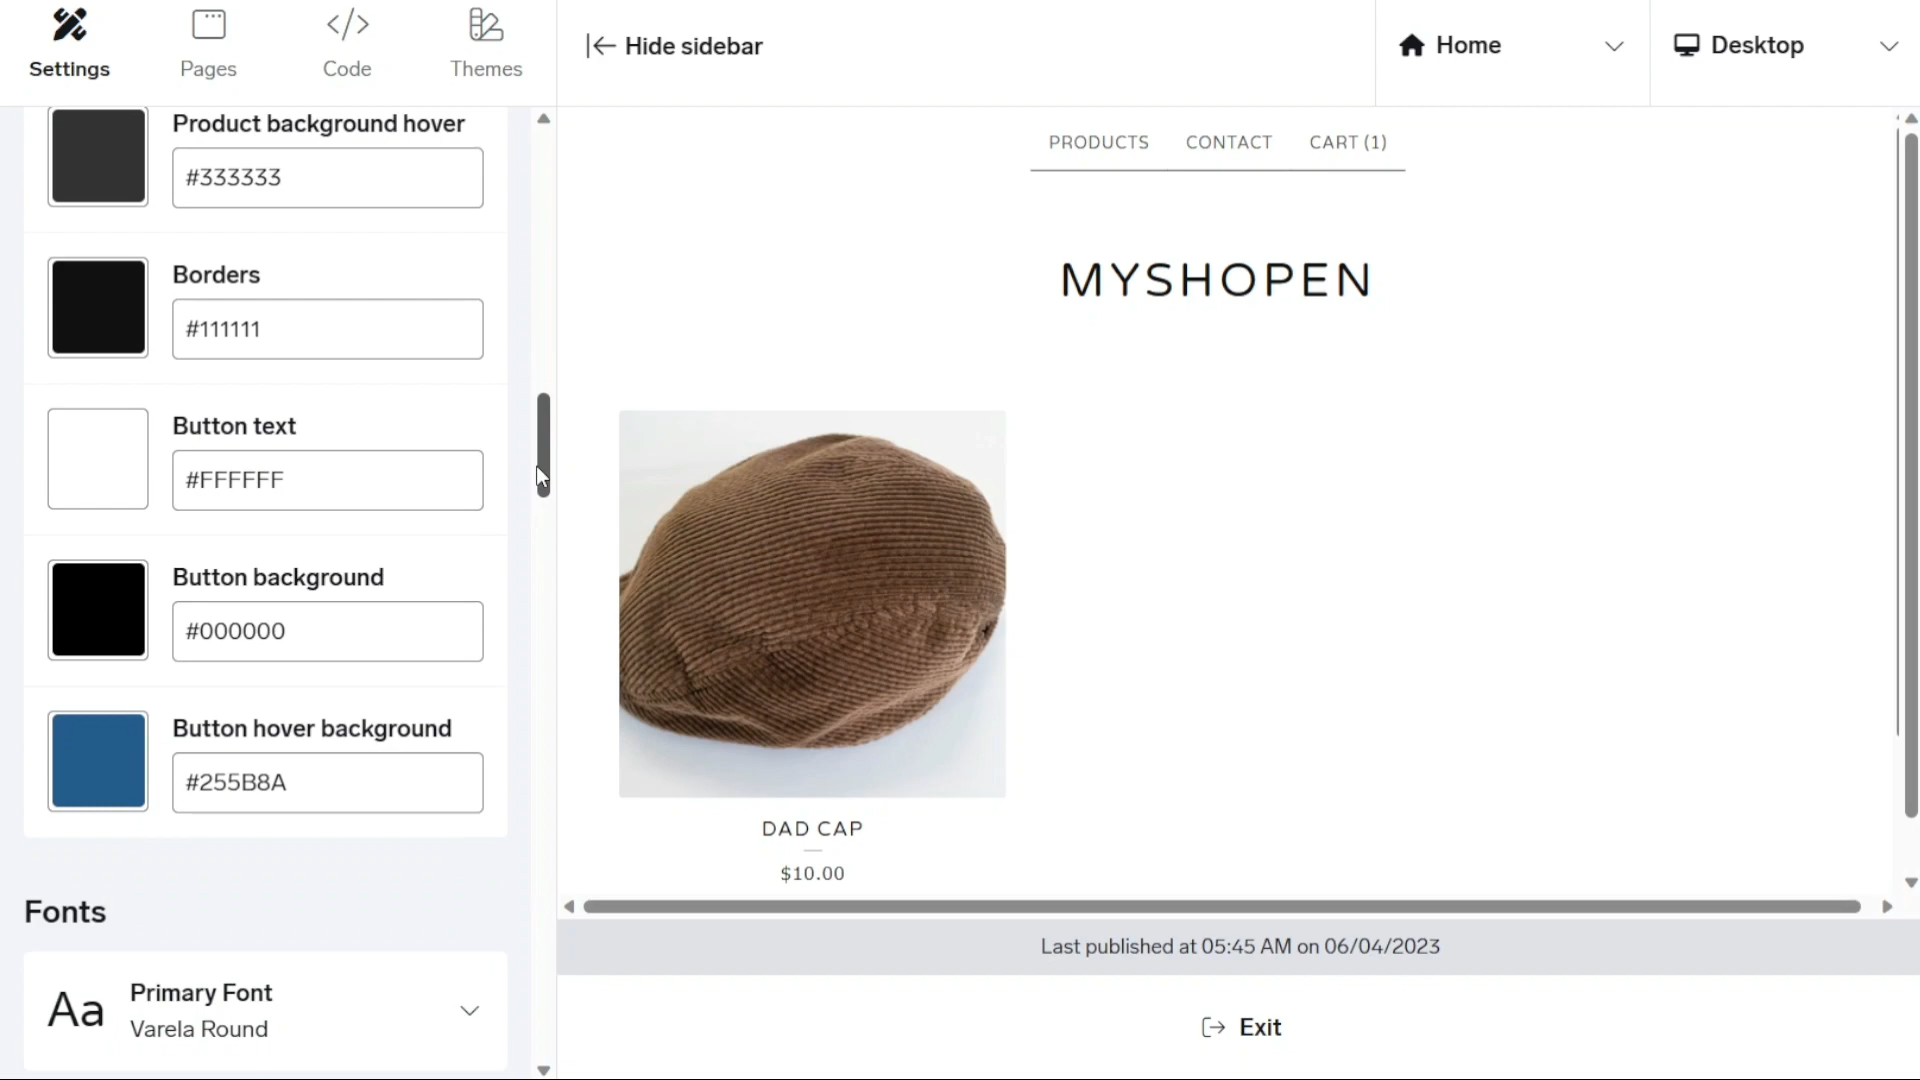 Settings
Pages
Code
Themes
Hide sidebar
Home
Desktop
Product background hover
#333333
Borders
#111111
Button text
#FFFFFF
Button background
#000000
Button hover background
#255B8A
Fonts
Aa
Primary Font
Varela Round
PRODUCTS
CONTACT
CART (1)
MYSHOPEN
DAD CAP
$10.00
Last published at 05:45 AM on 06/04/2023
Exit